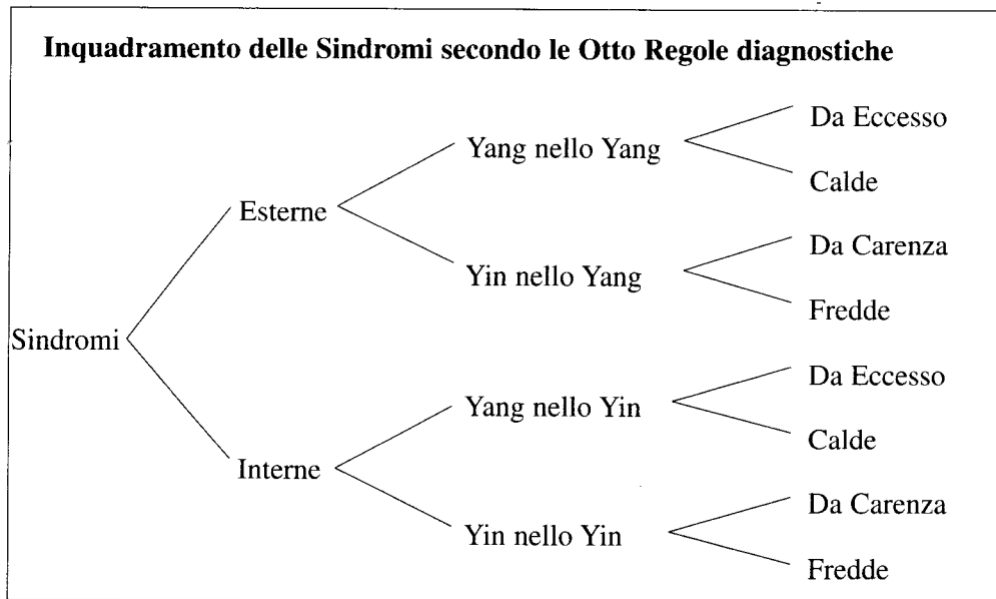 Inquadramento delle Sindromi secondo le Otto Regole diagnostiche
Da Eccesso
Yang nello Yang
Calde
Esterne
Da Carenza
Yin nello Yang
Fredde
Sindromi
Da Eccesso
Yang nello Yin
Calde
Interne
Da Carenza
Yin nello Yin
Fredde